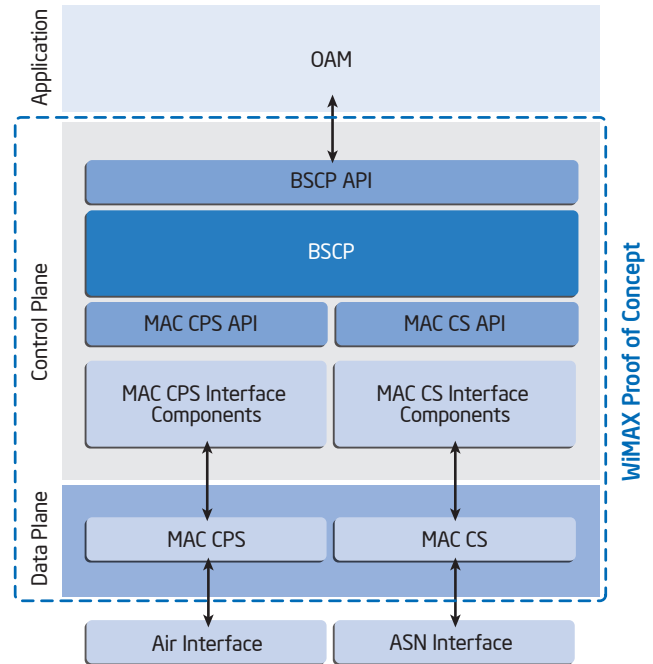 Application
OAM
Control Plane
BSCP API
BSCP
MAC CPS API
MAC CS API
MAC CPS Interface
Components
MAC CS Interface
Components
WiMAX Proof of Concept
Data Plane
MAC CPS
MAC CS
Air Interface
ASN Interface